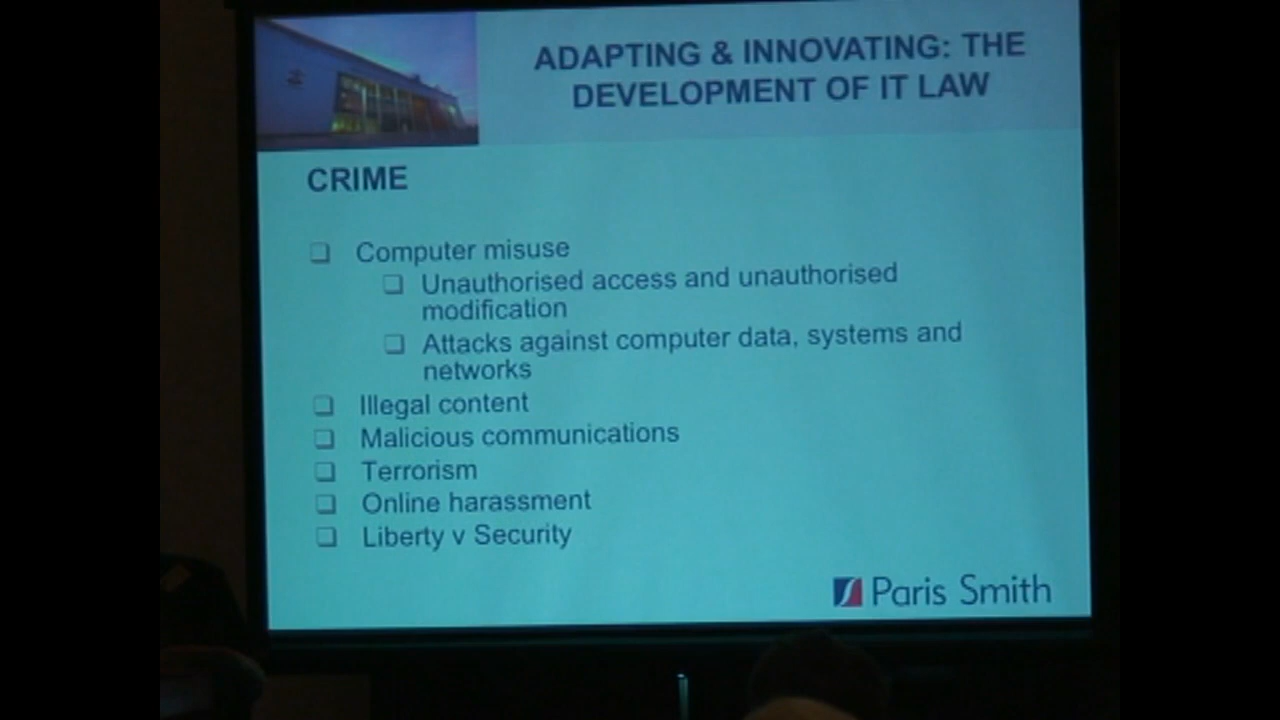 ADAPTING & INNOVATING: THE
DEVELOPMENT OF IT LAW
CRIME
Computer misuse
Unauthorised access and unauthorised
modification
Attacks against computer data, systems and
networks
Illegal content
Malicious communications
Terrorism
Online harassment
Liberty v Security
Paris Smith